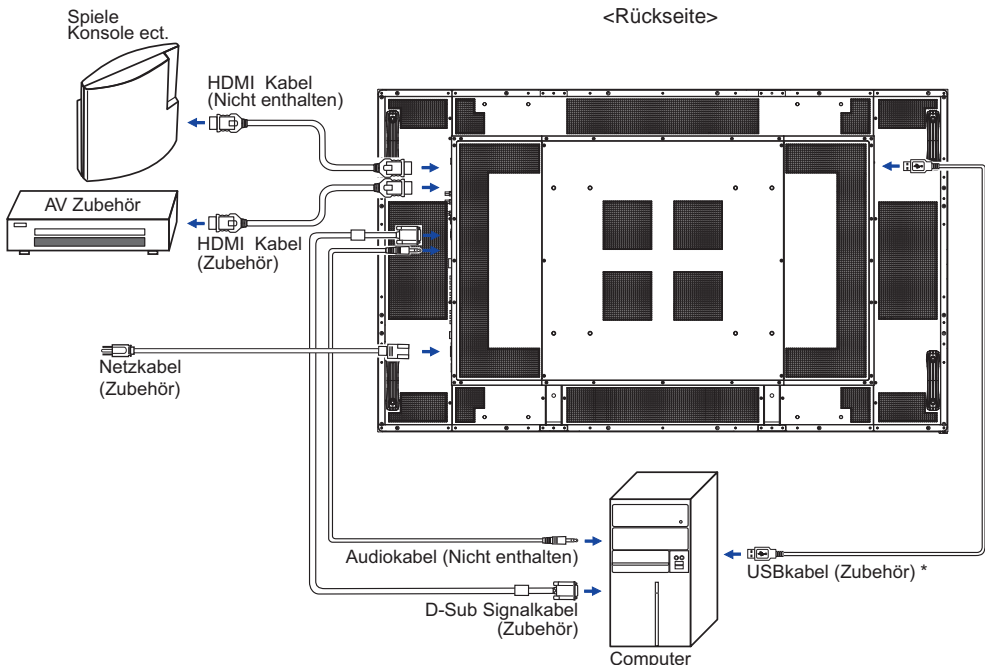 Spiele
Konsole ect.
<Rückseite>
HDMI Kabel
(Nicht enthalten)
AV Zubehör
HDMI Kabel
(Zubehör)
Netzkabel
(Zubehör)
Audiokabel (Nicht enthalten)
USBkabel (Zubehör) *
D-Sub Signalkabel
(Zubehör)
Computer